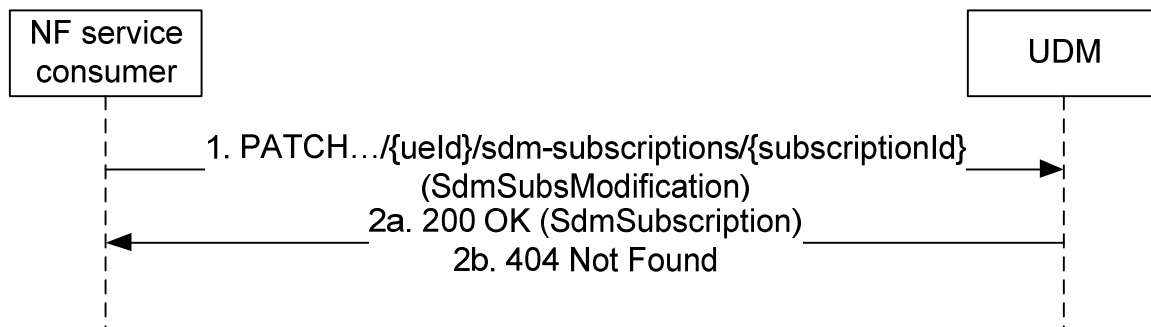 NF service
consumer
UDM
1. PATCH…/{ueId}/sdm-subscriptions/{subscriptionId}
(SdmSubsModification)
2a. 200 OK (SdmSubscription)
2b. 404 Not Found